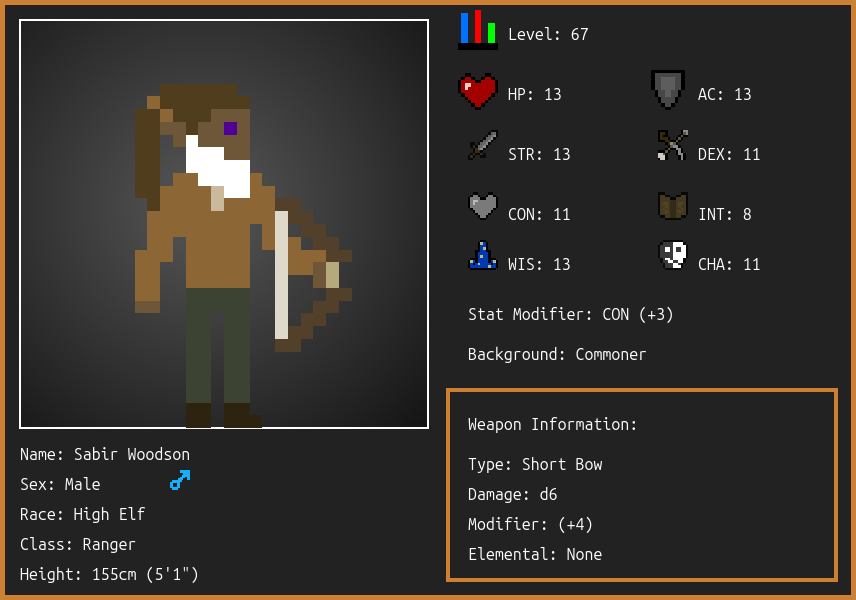 Level: 67
HP: 13
AC: 13
STR: 13
DEX: 11
CON: 11
INT: 8
WIS: 13
CHA: 11
Stat Modifier: CON (+3)
Background: Commoner
Weapon Information:
Type: Short Bow
Damage: d6
Modifier: (+4)
Elemental: None
Name: Sabir Woodson
Sex: Male
Race: High Elf
Class: Ranger
Height: 155cm (5'1")